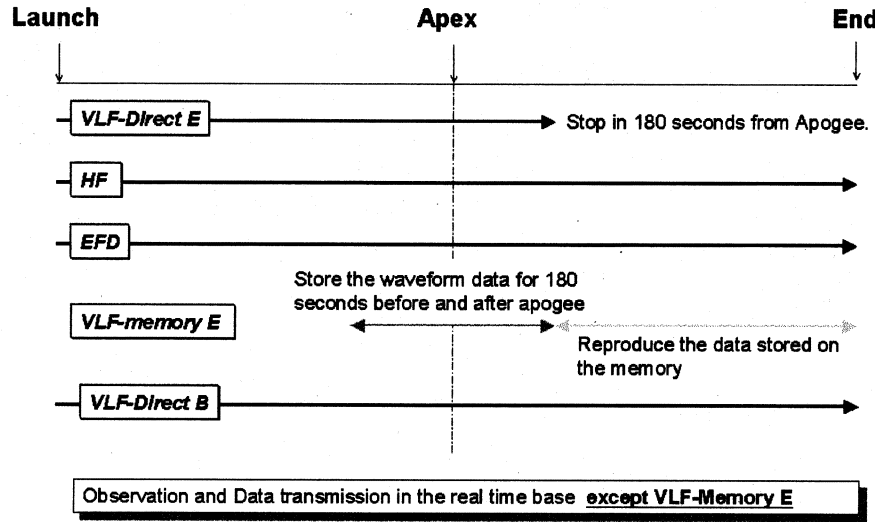 Launch Apex End
VLF-Direct E
Stop in 180 seconds from Apogee.
HF
EFD
Store the waveform data for 180
seconds before and after apogee
VLF-memory E
Reproduce the data stored on
the memory
VLF-Direct B
Observation and Data transmission in the real time base except VLF-Memory E